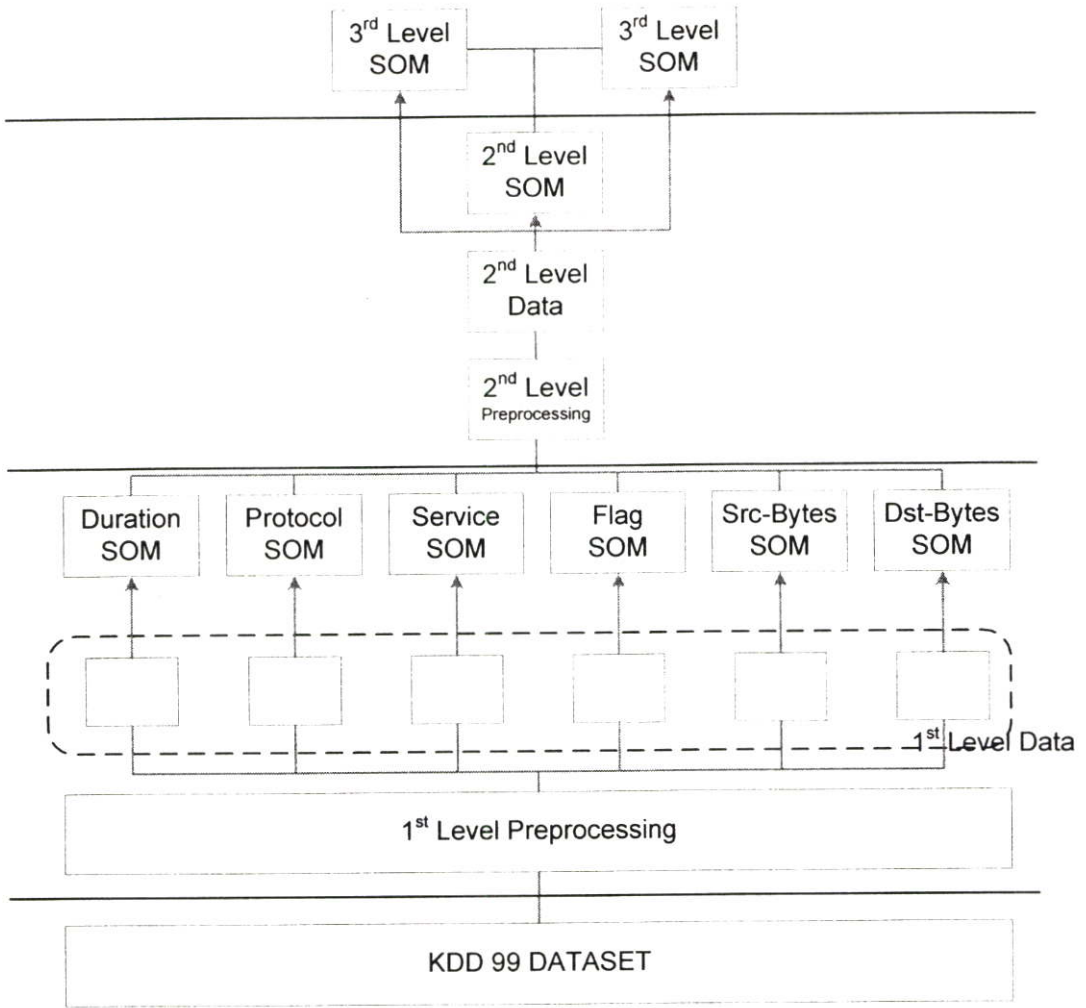 3rd Level
SOM
3rd Level
SOM
2nd Level
SOM
2nd Level
Data
2nd Level
Preprocessing
Duration
SOM
Protocol
SOM
Service
SOM
Flag
SOM
Src-Bytes
SOM
Dst-Bytes
SOM
1st Level Data
1st Level Preprocessing
KDD 99 DATASET